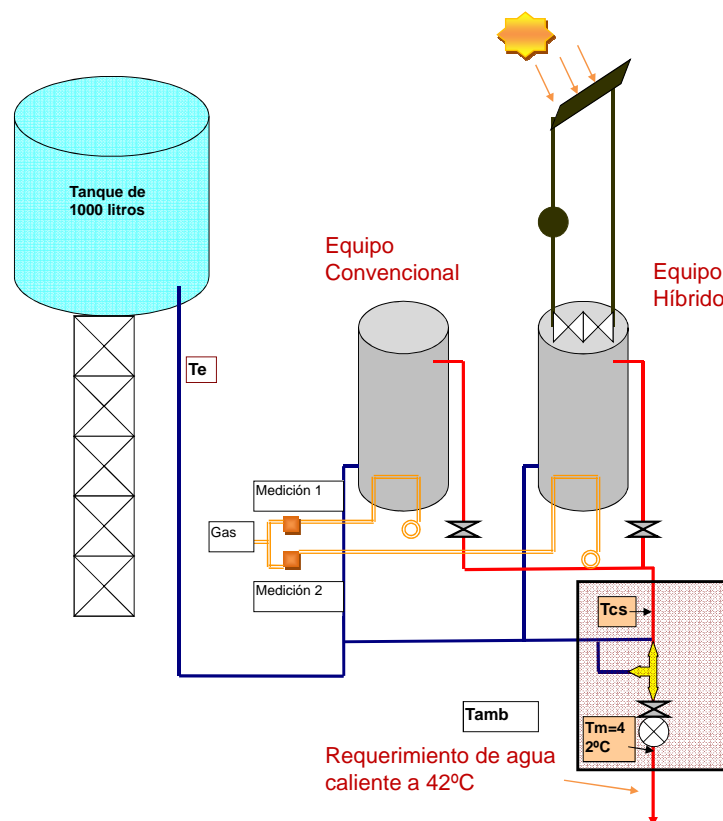 Tanque de
1000 litros
Equipo
Convencional
Equipo
Híbrido
Te
Medición 1
Gas
Medición 2
Tcs
Tamb
Tm=4
2ºC
Requerimiento de agua
caliente a 42ºC